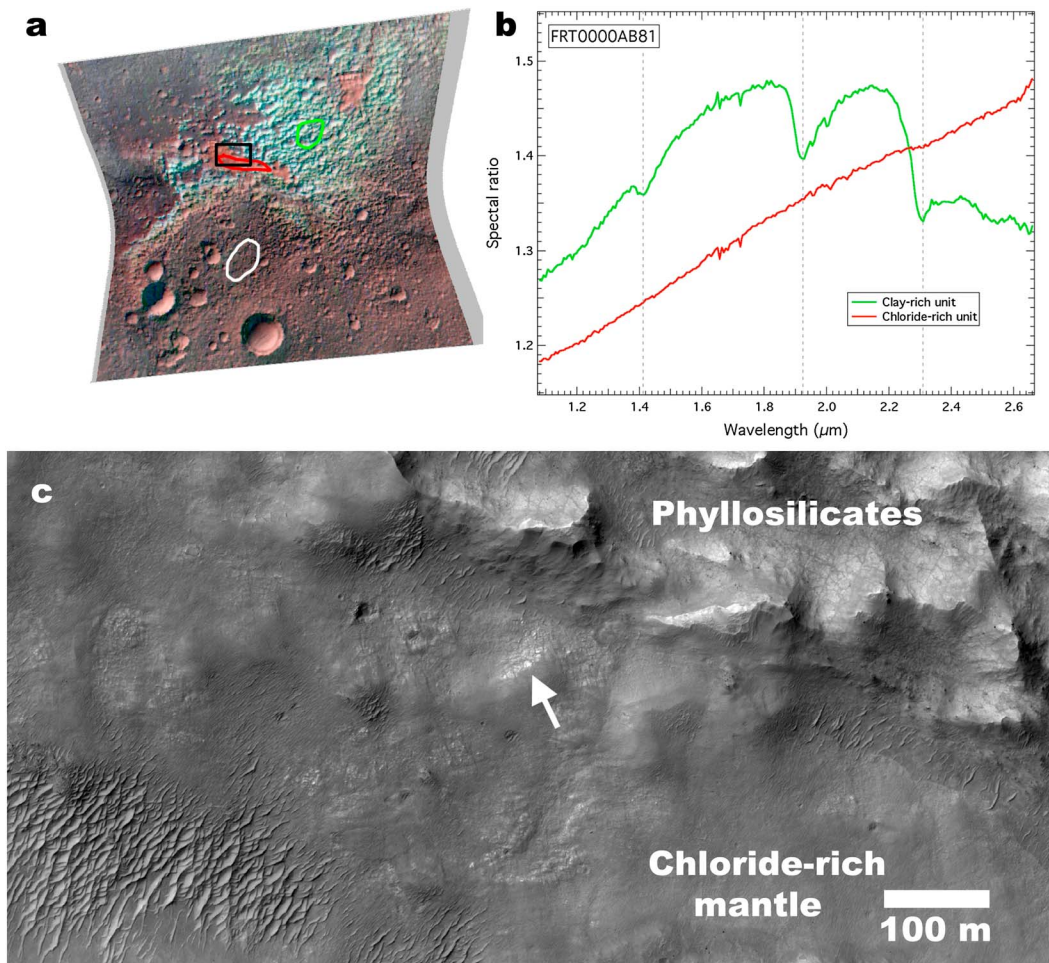 a
b
FRT0000AB81
1.5
1.4
1.3
1.2
Spectal ratio
Clay-rich unit
Chloride-rich unit
1.2
1.4
1.6
1.8
2.0
2.2
2.4
2.6
Wavelength (µm)
c
Phyllosilicates
Chloride-rich
mantle
100 m